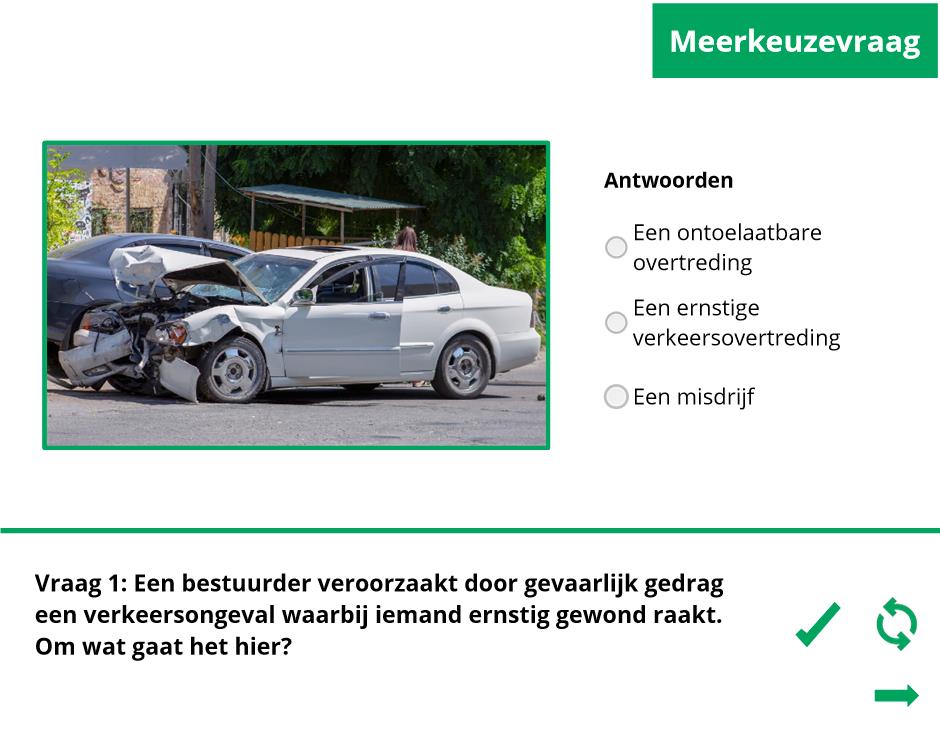 Meerkeuzevraag
Antwoorden
Een ontoelaatbare
overtreding
Een ernstige
verkeersovertreding
Een misdrijf
Vraag 1: Een bestuurder veroorzaakt door gevaarlijk gedrag
een verkeersongeval waarbij iemand ernstig gewond raakt.
Om wat gaat het hier?